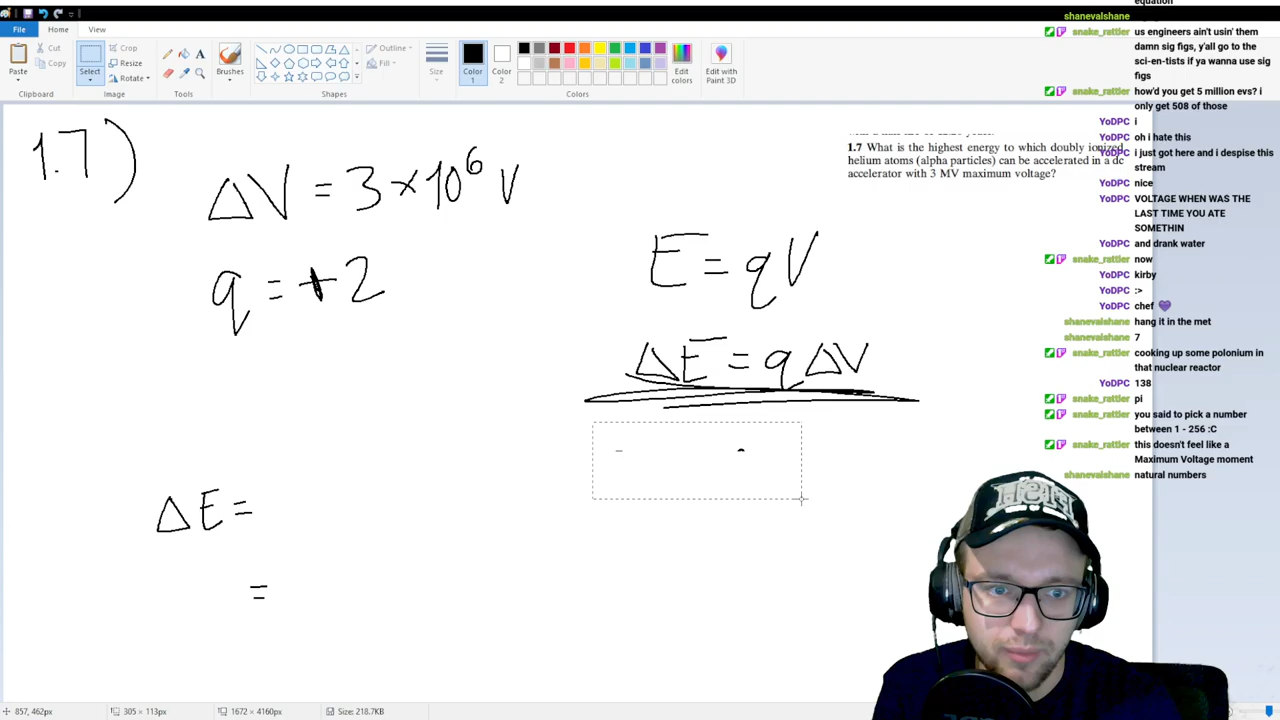 File Home View
Paste
Cut
Copy
Clipboard
Select
Crop
Resize
Rotate
Image
A
Tools
Brushes
Outline
Fill
Shapes
Size
Color 1
Color 2
Edit colors
Colors
Edit with Paint 3D
1.7)
ΔV = 3×10⁶ V
q = +2
E = qV
ΔE = qΔV
ΔE =
=
1.7 What is the highest energy to which doubly ionized
helium atoms (alpha particles) can be accelerated in a dc
accelerator with 3 MV maximum voltage?
equation
shanevalshane
snake_rattler us engineers ain't usin' them
damn sig figs, y'all go to the
sci-en-tists if ya wanna use sig
figs
snake_rattler how'd you get 5 million evs? i
only get 508 of those
YoDPC i
YoDPC oh i hate this
YoDPC i just got here and i despise this
stream
YoDPC nice
YoDPC VOLTAGE WHEN WAS THE
LAST TIME YOU ATE
SOMETHIN
YoDPC and drank water
snake_rattler now
YoDPC kirby
YoDPC :>
YoDPC chef 💜
shanevalshane hang it in the met
shanevalshane 7
snake_rattler cooking up some polonium in
that nuclear reactor
YoDPC 138
snake_rattler pi
snake_rattler you said to pick a number
between 1 - 256 :C
snake_rattler this doesn't feel like a
Maximum Voltage moment
shanevalshane natural numbers
857, 462px 305 × 113px 1672 × 4160px Size: 218.7KB